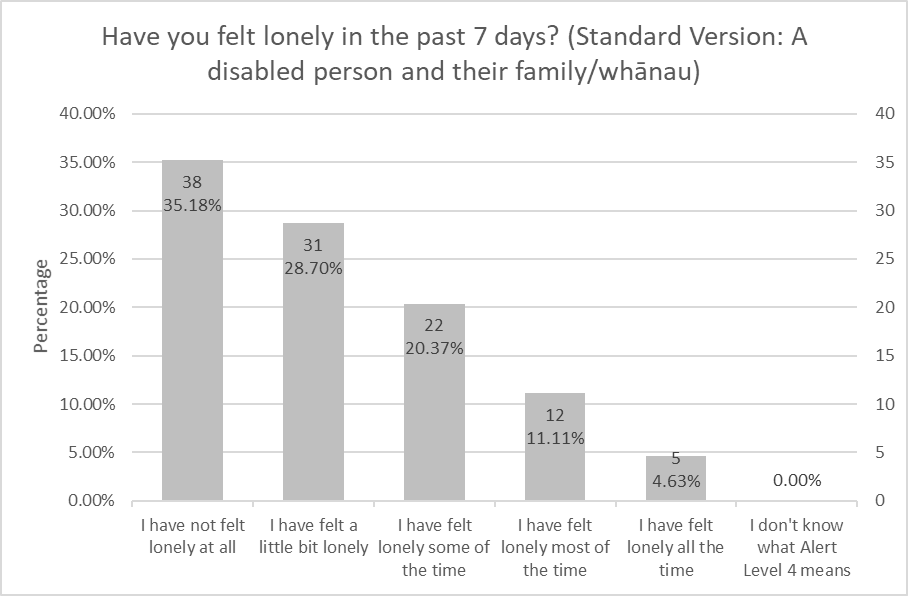 Have you felt lonely in the past 7 days? (Standard Version: A
disabled person and their family/whānau)
Percentage
40.00%
35.00%
30.00%
25.00%
20.00%
15.00%
10.00%
5.00%
0.00%
40
35
30
25
20
15
10
5
0
38
35.18%
31
28.70%
22
20.37%
12
11.11%
5
4.63%
0.00%
I have not felt
lonely at all
I have felt a
little bit lonely
I have felt
lonely some of
the time
I have felt
lonely most of
the time
I have felt
lonely all the
time
I don't know
what Alert
Level 4 means